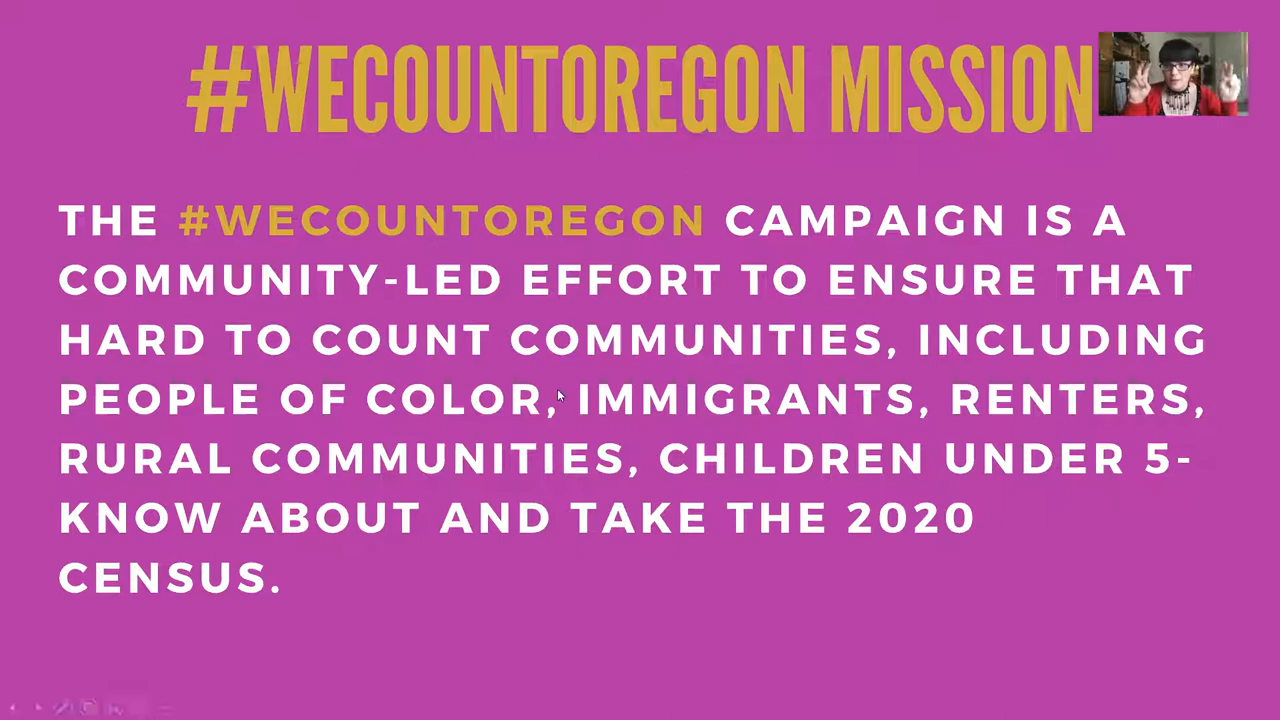 #WECOUNTOREGON MISSION
THE #WECOUNTOREGON CAMPAIGN IS A
COMMUNITY-LED EFFORT TO ENSURE THAT
HARD TO COUNT COMMUNITIES, INCLUDING
PEOPLE OF COLOR, IMMIGRANTS, RENTERS,
RURAL COMMUNITIES, CHILDREN UNDER 5-
KNOW ABOUT AND TAKE THE 2020
CENSUS.